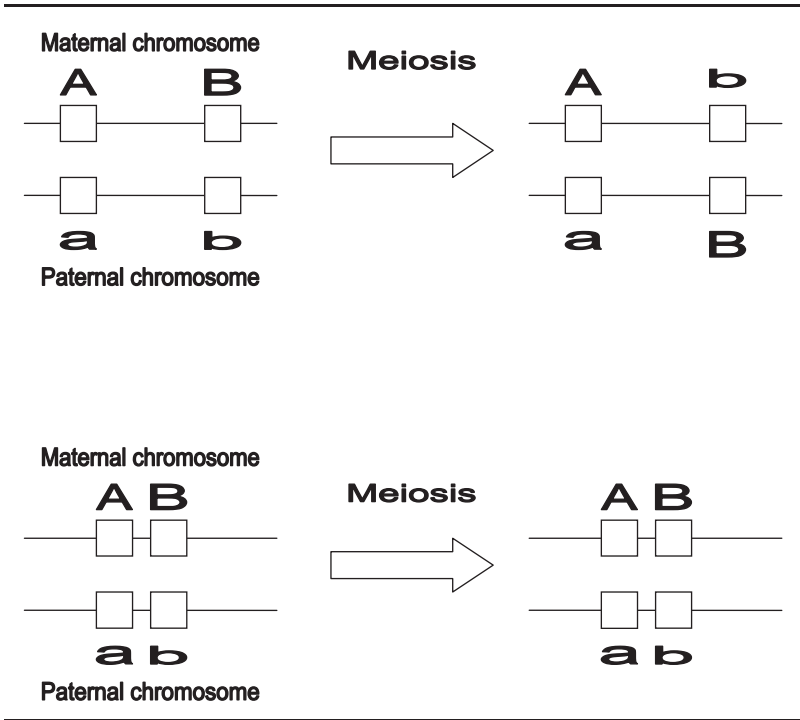 Maternal chromosome
Meiosis
A B
A b
a b
a B
Paternal chromosome
Maternal chromosome
Meiosis
A B
A B
a b
a b
Paternal chromosome